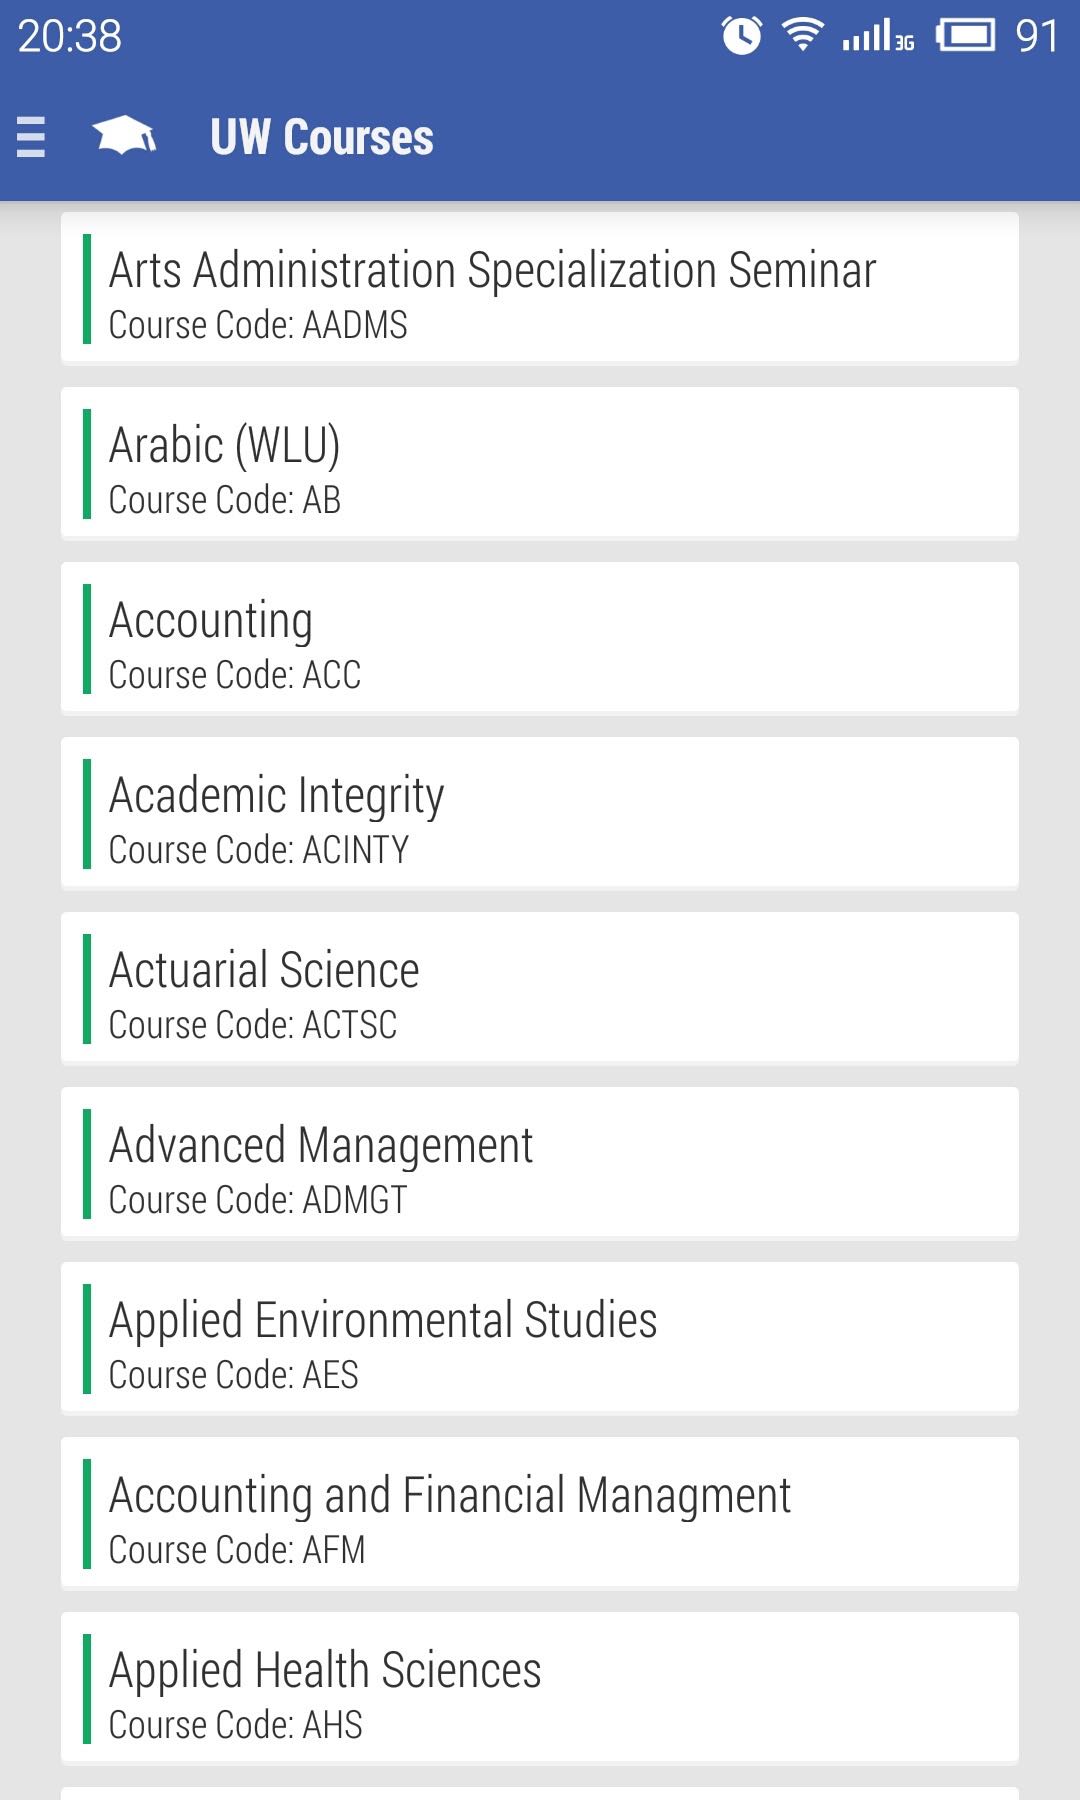 20:38
3G
91
UW Courses
Arts Administration Specialization Seminar
Course Code: AADMS
Arabic (WLU)
Course Code: AB
Accounting
Course Code: ACC
Academic Integrity
Course Code: ACINTY
Actuarial Science
Course Code: ACTSC
Advanced Management
Course Code: ADMGT
Applied Environmental Studies
Course Code: AES
Accounting and Financial Managment
Course Code: AFM
Applied Health Sciences
Course Code: AHS